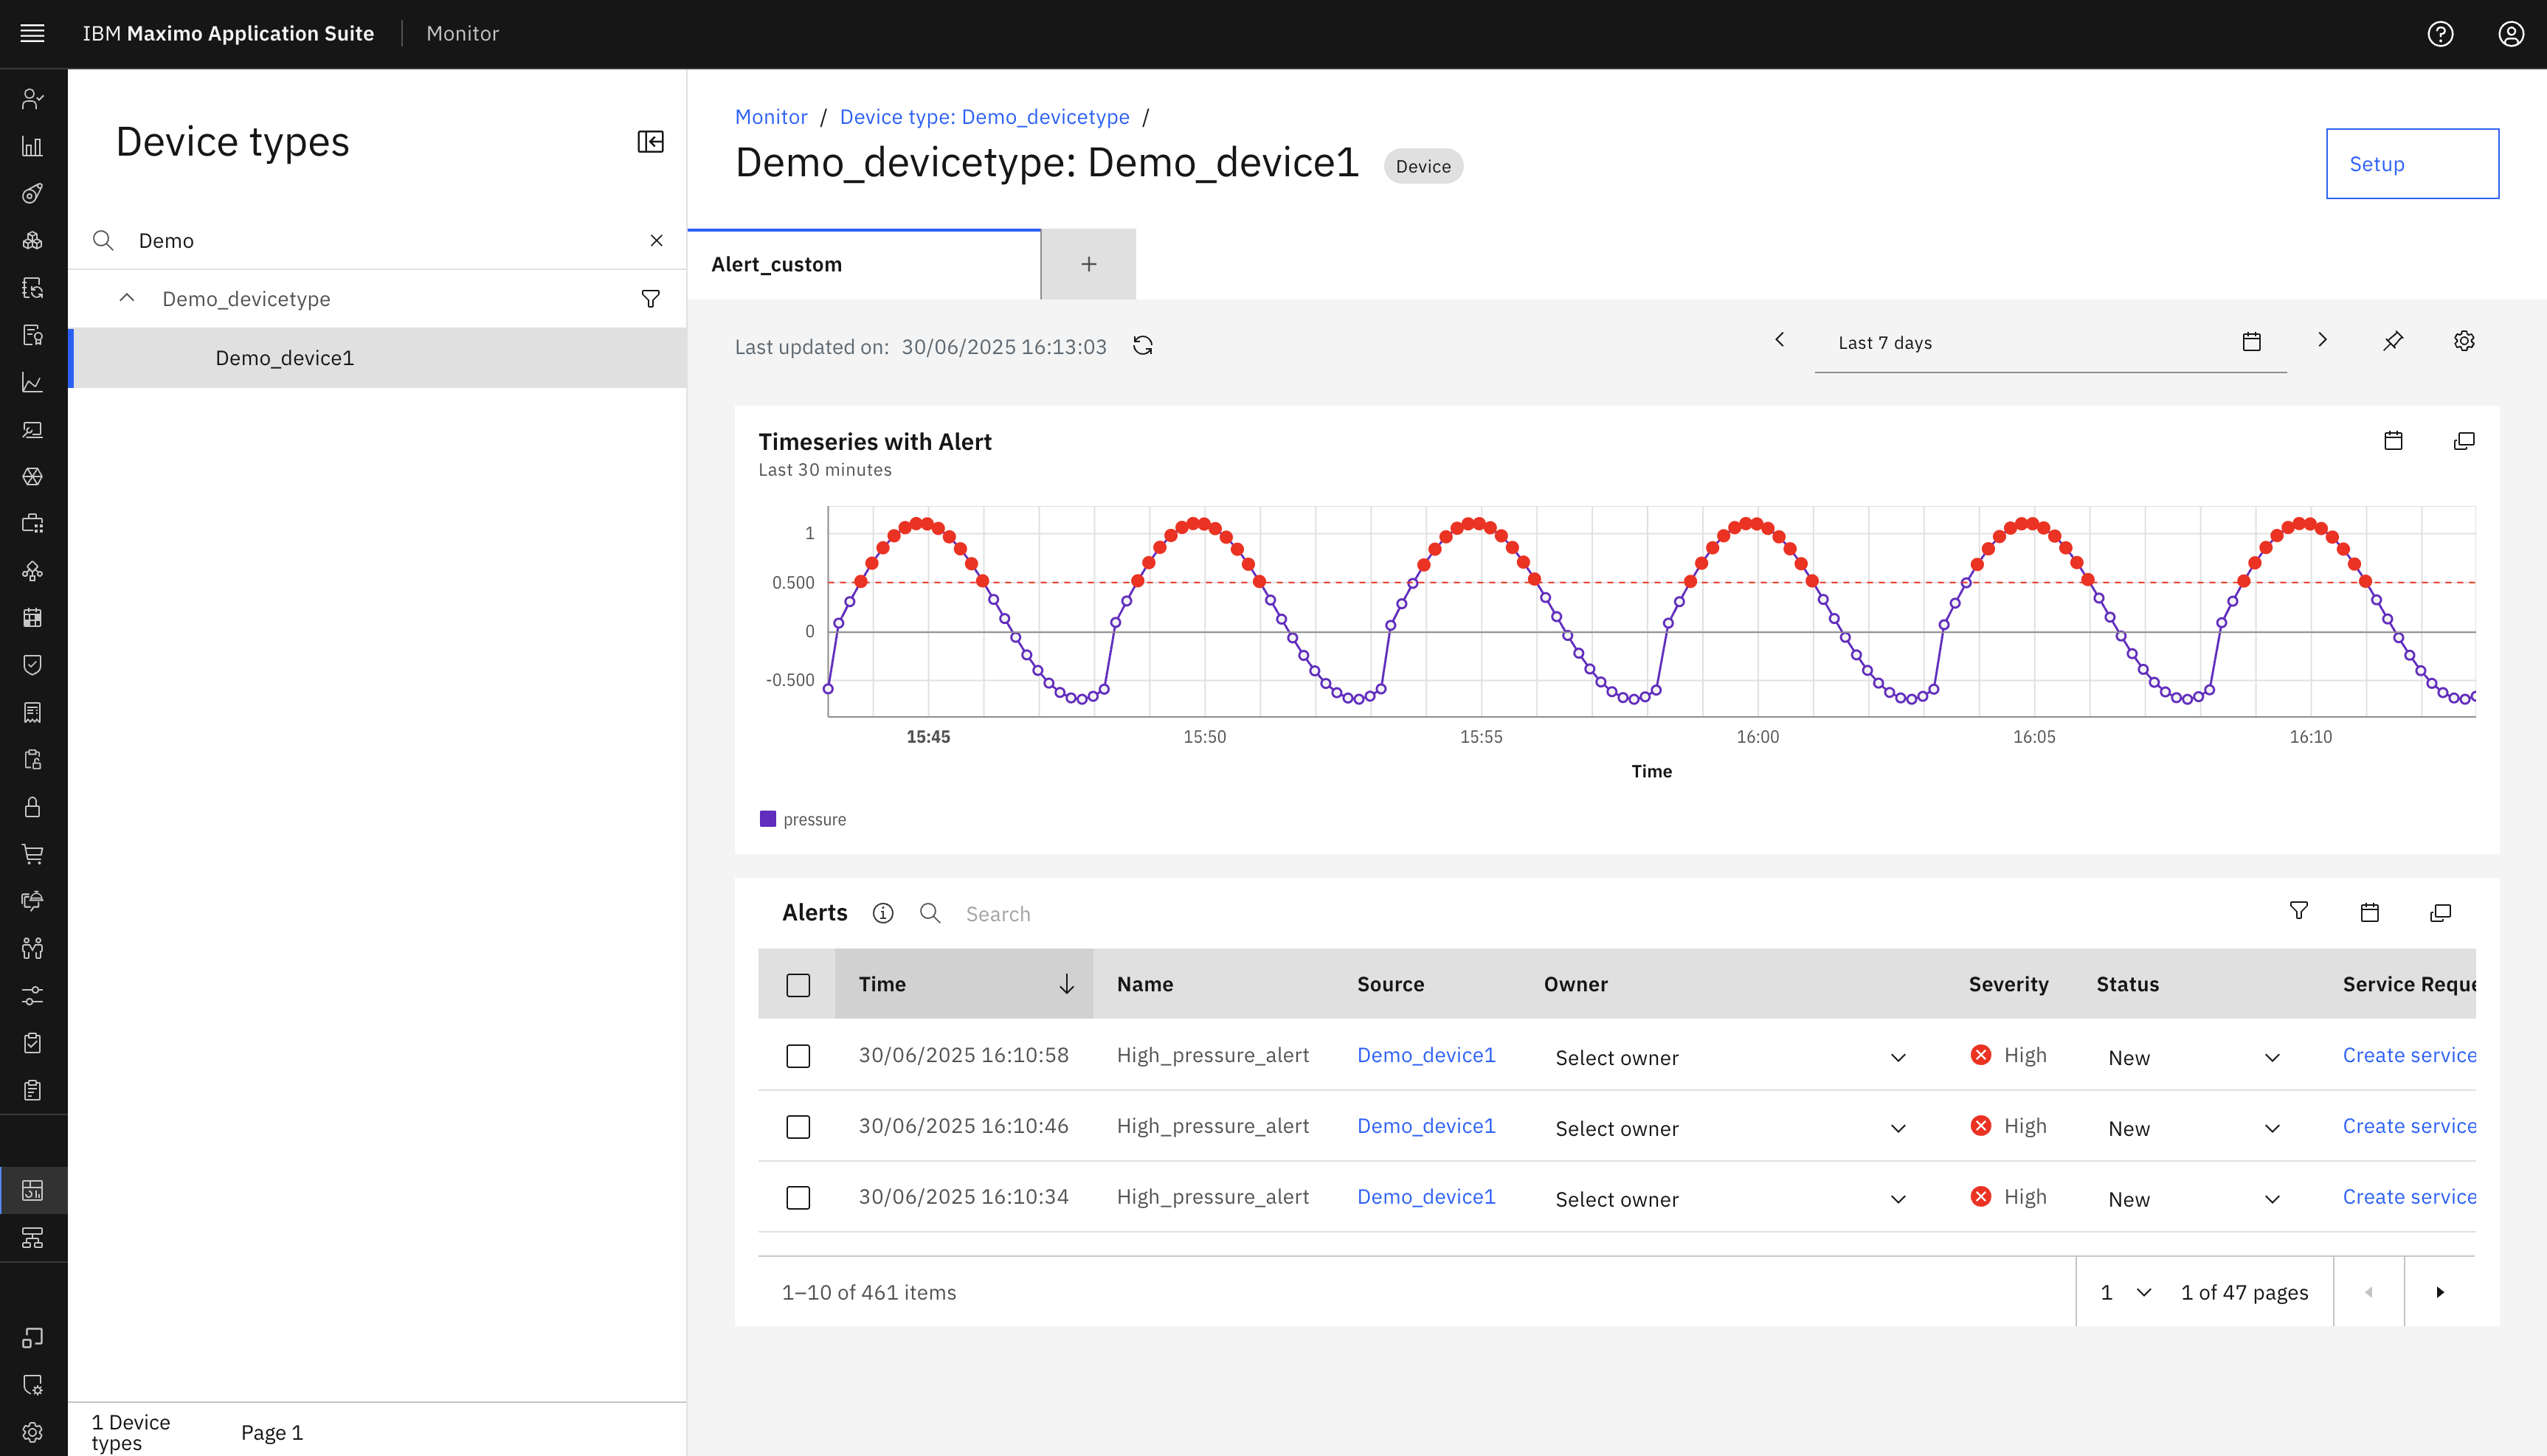 IBM Maximo Application Suite Monitor
Device types
Demo
Demo_devicetype
Demo_device1
1 Device types Page 1
Monitor / Device type: Demo_devicetype /
Demo_devicetype: Demo_device1 Device
Setup
Alert_custom +
Last updated on: 30/06/2025 16:13:03
Last 7 days
Timeseries with Alert
Last 30 minutes
1
0.500
0
-0.500
15:45 15:50 15:55 16:00 16:05 16:10
Time
pressure
Alerts Search
Time Name Source Owner Severity Status Service Reque
30/06/2025 16:10:58 High_pressure_alert Demo_device1 Select owner High New Create service
30/06/2025 16:10:46 High_pressure_alert Demo_device1 Select owner High New Create service
30/06/2025 16:10:34 High_pressure_alert Demo_device1 Select owner High New Create service
1–10 of 461 items 1 1 of 47 pages